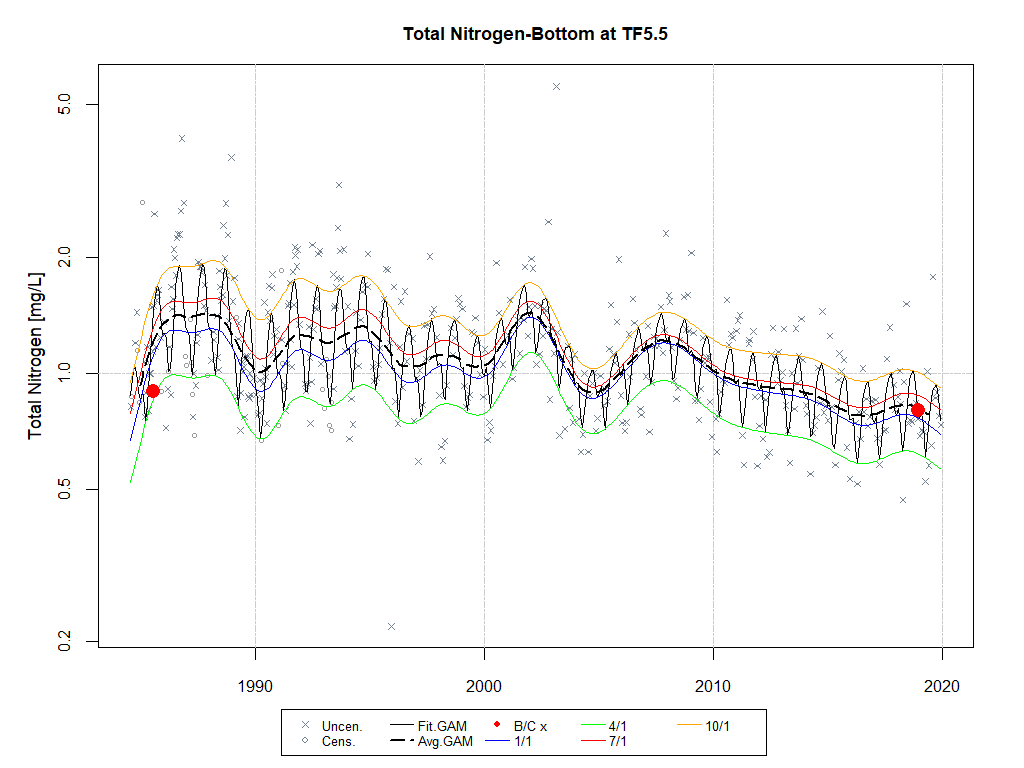 Total Nitrogen-Bottom at TF5.5
Total Nitrogen [mg/L]
5.0
2.0
1.0
0.5
0.2
1990 2000 2010 2020
Uncen. Fit.GAM B/C x 4/1 10/1
Cens. Avg.GAM 1/1 7/1